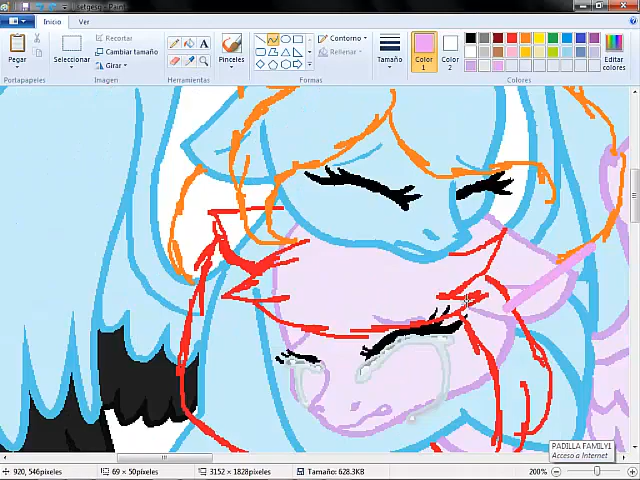 Paint
Inicio
Ver
Pegar
Portapapeles
Seleccionar
Recortar
Cambiar tamaño
Girar
Imagen
Herramientas
Pinceles
Contorno
Rellenar
Formas
Tamaño
Color 1
Color 2
Editar colores
Colores
PADILLA FAMILY1
Acceso a Internet
920, 546píxeles
69 × 50píxeles
3152 × 1828píxeles
Tamaño: 628.3KB
200%